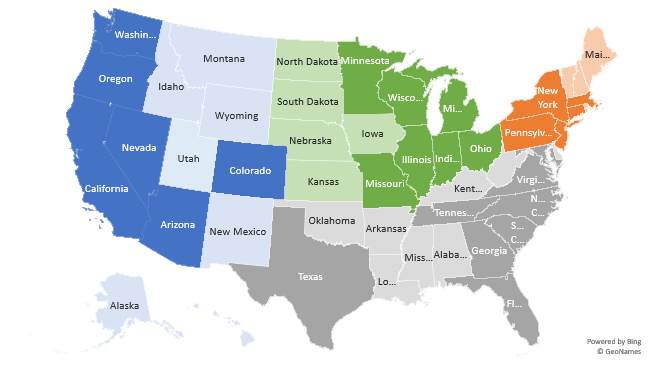 Washin...
Montana
North Dakota
Minnesota
Mai...
Oregon
Idaho
South Dakota
Wisco...
Mi...
New
York
Wyoming
Nebraska
Iowa
Pennsylv...
Nevada
Utah
Colorado
Kansas
Missouri
Illinois
Indi...
Ohio
California
Kent...
Virgi...
Arizona
New Mexico
Oklahoma
Arkansas
Tennes...
N...
C...
S...
C...
Texas
Lo...
Miss...
Alaba...
Georgia
Fl...
Alaska
Powered by Bing
© GeoNames